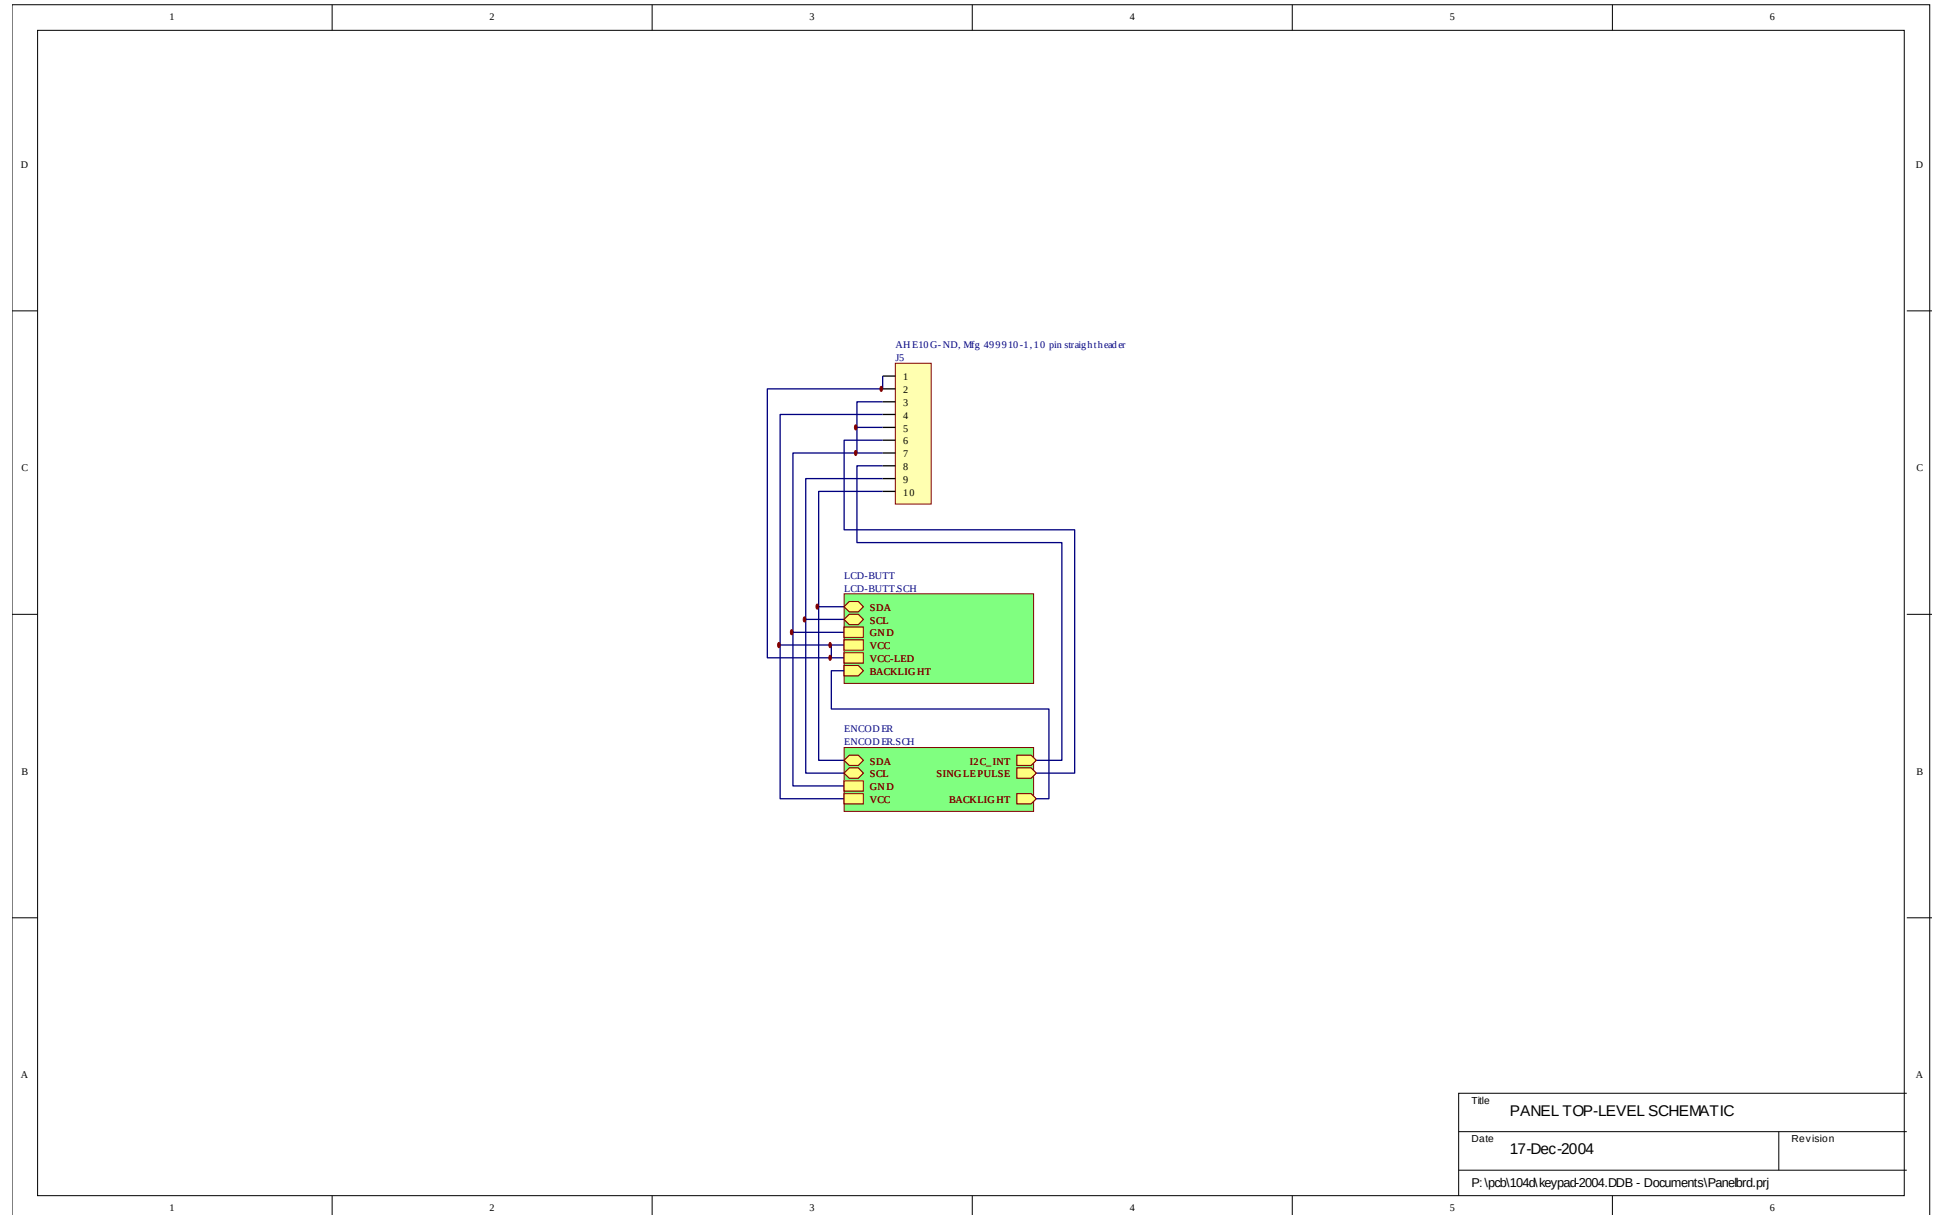 1 2 3 4 5 6
D D
AHE10G-ND, Mfg 499910-1, 10 pin straight header
J5
1
2
3
4
5
6
7
8
9
10
C C
LCD-BUTT
LCD-BUTT.SCH
SDA
SCL
GND
VCC
VCC-LED
BACKLIGHT
ENCODER
ENCODER.SCH
SDA I2C_INT
SCL SINGLEPULSE
GND
VCC BACKLIGHT
B B
A A
Title PANEL TOP-LEVEL SCHEMATIC
Date 17-Dec-2004 Revision
P:\pcb\104d\keypad-2004.DDB - Documents\Panelbrd.prj
1 2 3 4 5 6